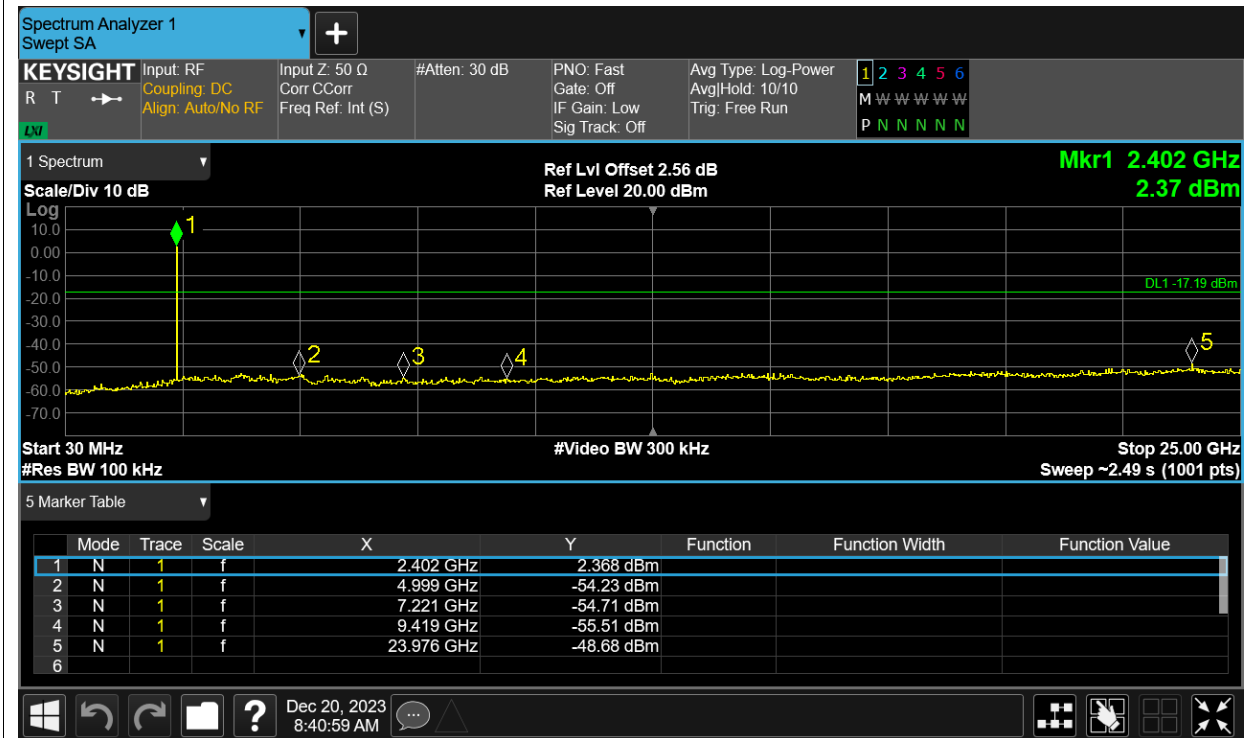 Spectrum Analyzer 1
Swept SA
+
KEYSIGHT Input: RF Input Z: 50 Ω #Atten: 30 dB PNO: Fast Avg Type: Log-Power 1 2 3 4 5 6
R T Coupling: DC Corr CCorr Gate: Off Avg|Hold: 10/10 M W W W W W
Align: Auto/No RF Freq Ref: Int (S) IF Gain: Low Trig: Free Run
LXI Sig Track: Off P N N N N N
1 Spectrum Ref Lvl Offset 2.56 dB Mkr1 2.402 GHz
Scale/Div 10 dB Ref Level 20.00 dBm 2.37 dBm
Log
1
10.0
0.00
-10.0
DL1 -17.19 dBm
-20.0
-30.0
-40.0
2 3 4 5
-50.0
-60.0
-70.0
Start 30 MHz #Video BW 300 kHz Stop 25.00 GHz
#Res BW 100 kHz Sweep ~2.49 s (1001 pts)
5 Marker Table
Mode Trace Scale X Y Function Function Width Function Value
1 N 1 f 2.402 GHz 2.368 dBm
2 N 1 f 4.999 GHz -54.23 dBm
3 N 1 f 7.221 GHz -54.71 dBm
4 N 1 f 9.419 GHz -55.51 dBm
5 N 1 f 23.976 GHz -48.68 dBm
6
? Dec 20, 2023
8:40:59 AM